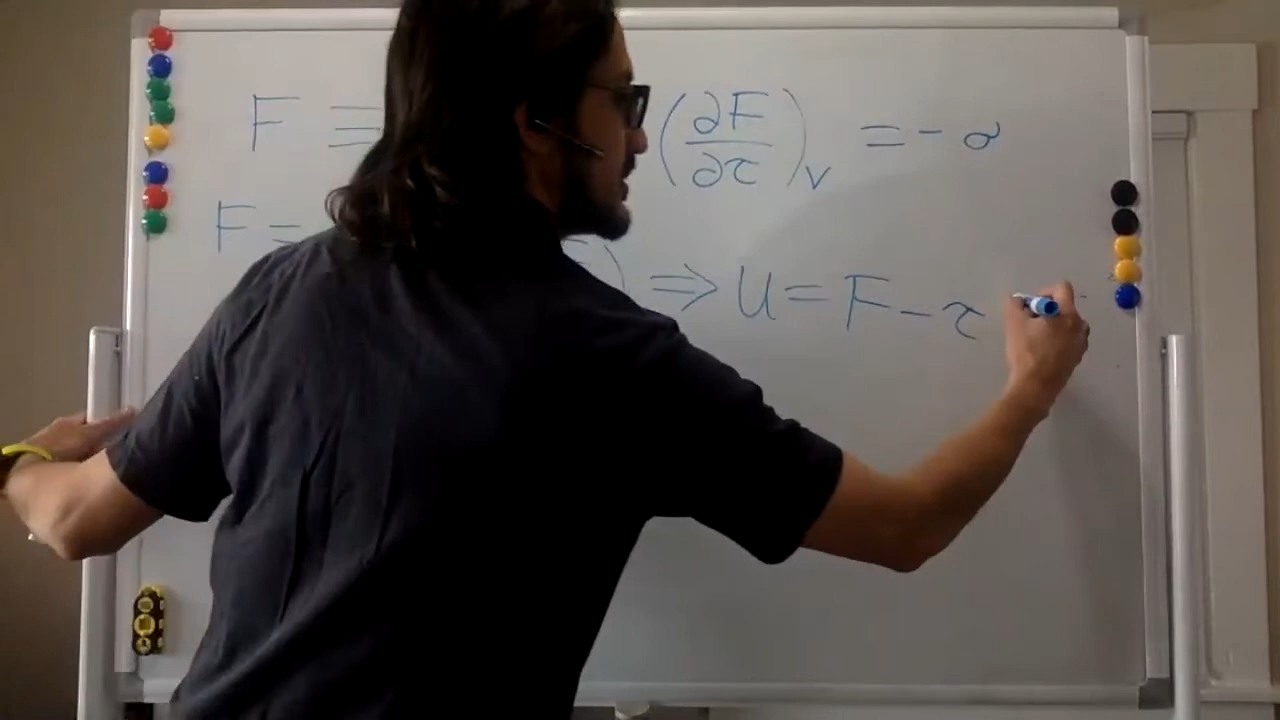 F = (∂F/∂τ)_V = - σ
F = ) ⇒ U = F - τ